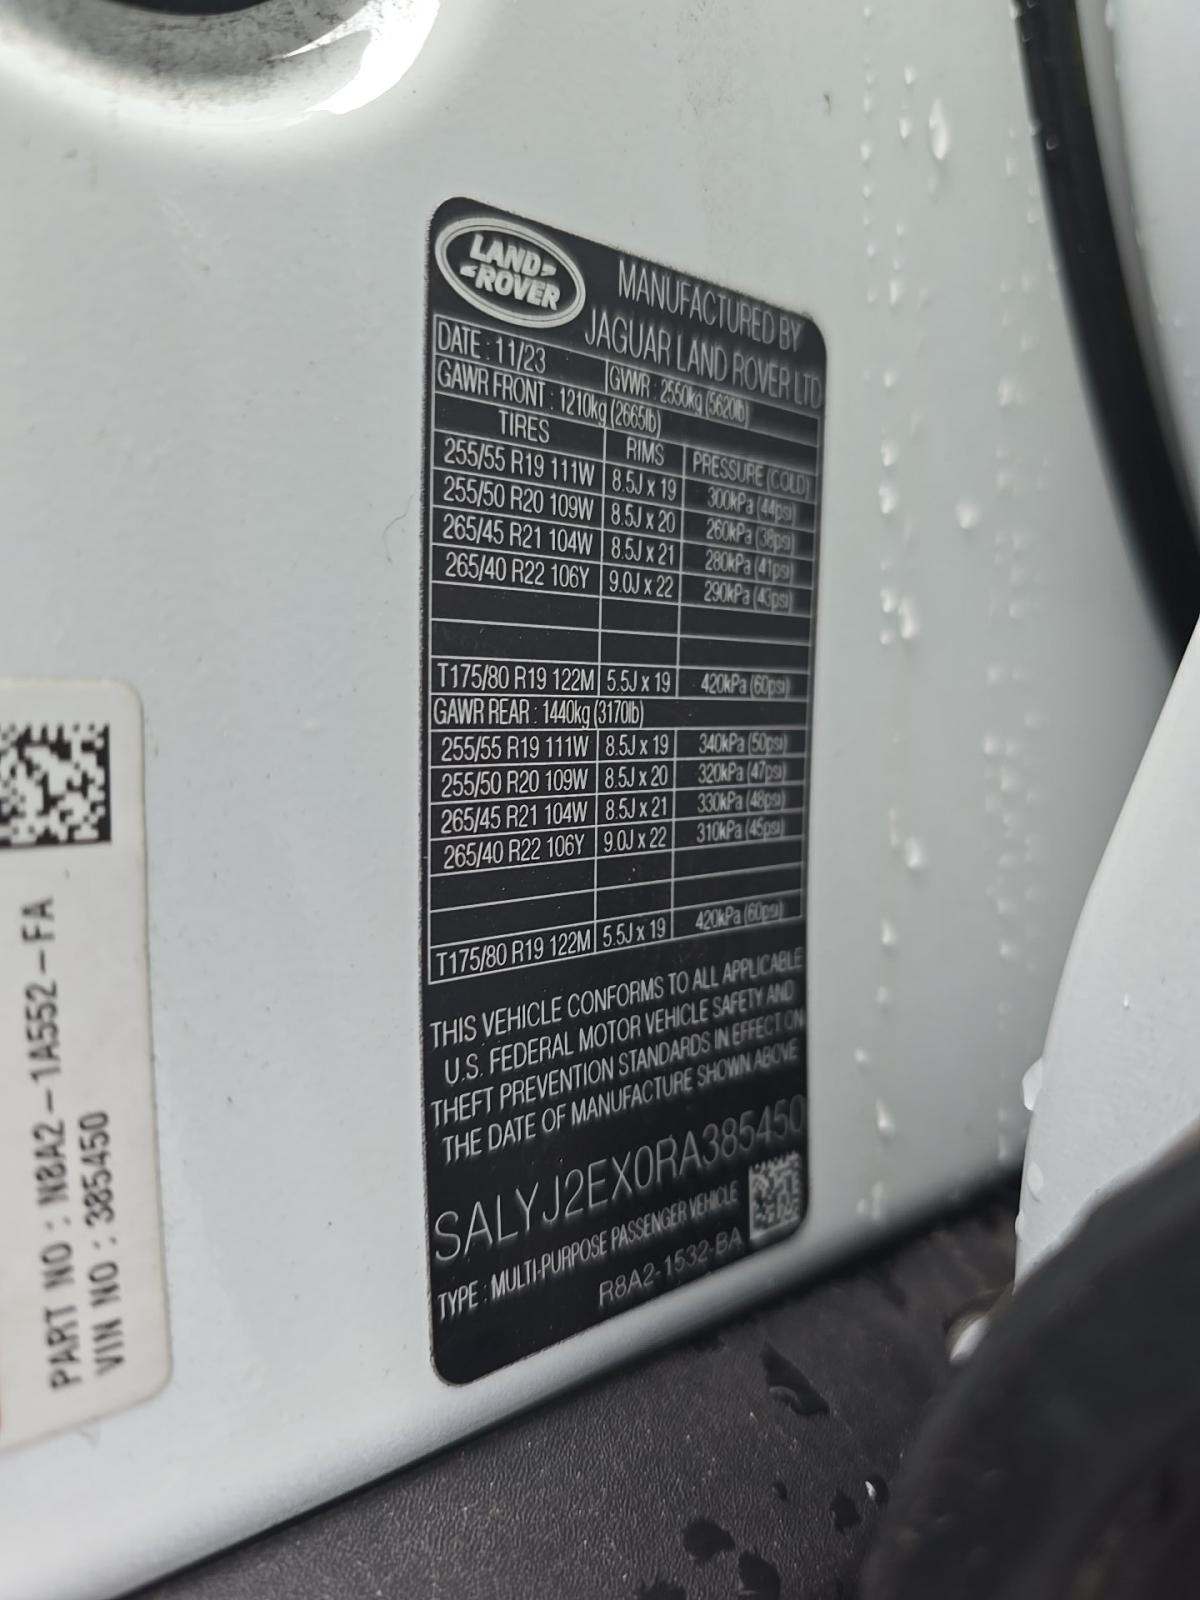 LAND ROVER
MANUFACTURED BY
JAGUAR LAND ROVER LTD
DATE : 11/23 GVWR : 2550kg (5620lb)
GAWR FRONT : 1210kg (2665lb)
TIRES RIMS PRESSURE (COLD)
255/55 R19 111W 8.5J x 19 300kPa (44psi)
255/50 R20 109W 8.5J x 20 260kPa (38psi)
265/45 R21 104W 8.5J x 21 280kPa (41psi)
265/40 R22 106Y 9.0J x 22 290kPa (43psi)
T175/80 R19 122M 5.5J x 19 420kPa (60psi)
GAWR REAR : 1440kg (3170lb)
255/55 R19 111W 8.5J x 19 340kPa (50psi)
255/50 R20 109W 8.5J x 20 320kPa (47psi)
265/45 R21 104W 8.5J x 21 330kPa (48psi)
265/40 R22 106Y 9.0J x 22 310kPa (45psi)
T175/80 R19 122M 5.5J x 19 420kPa (60psi)
THIS VEHICLE CONFORMS TO ALL APPLICABLE
U.S. FEDERAL MOTOR VEHICLE SAFETY AND
THEFT PREVENTION STANDARDS IN EFFECT ON
THE DATE OF MANUFACTURE SHOWN ABOVE
SALYJ2EX0RA385450
TYPE : MULTI-PURPOSE PASSENGER VEHICLE
R8A2-1532-BA
PART NO : N8A2-1A552-FA
VIN NO : 385450